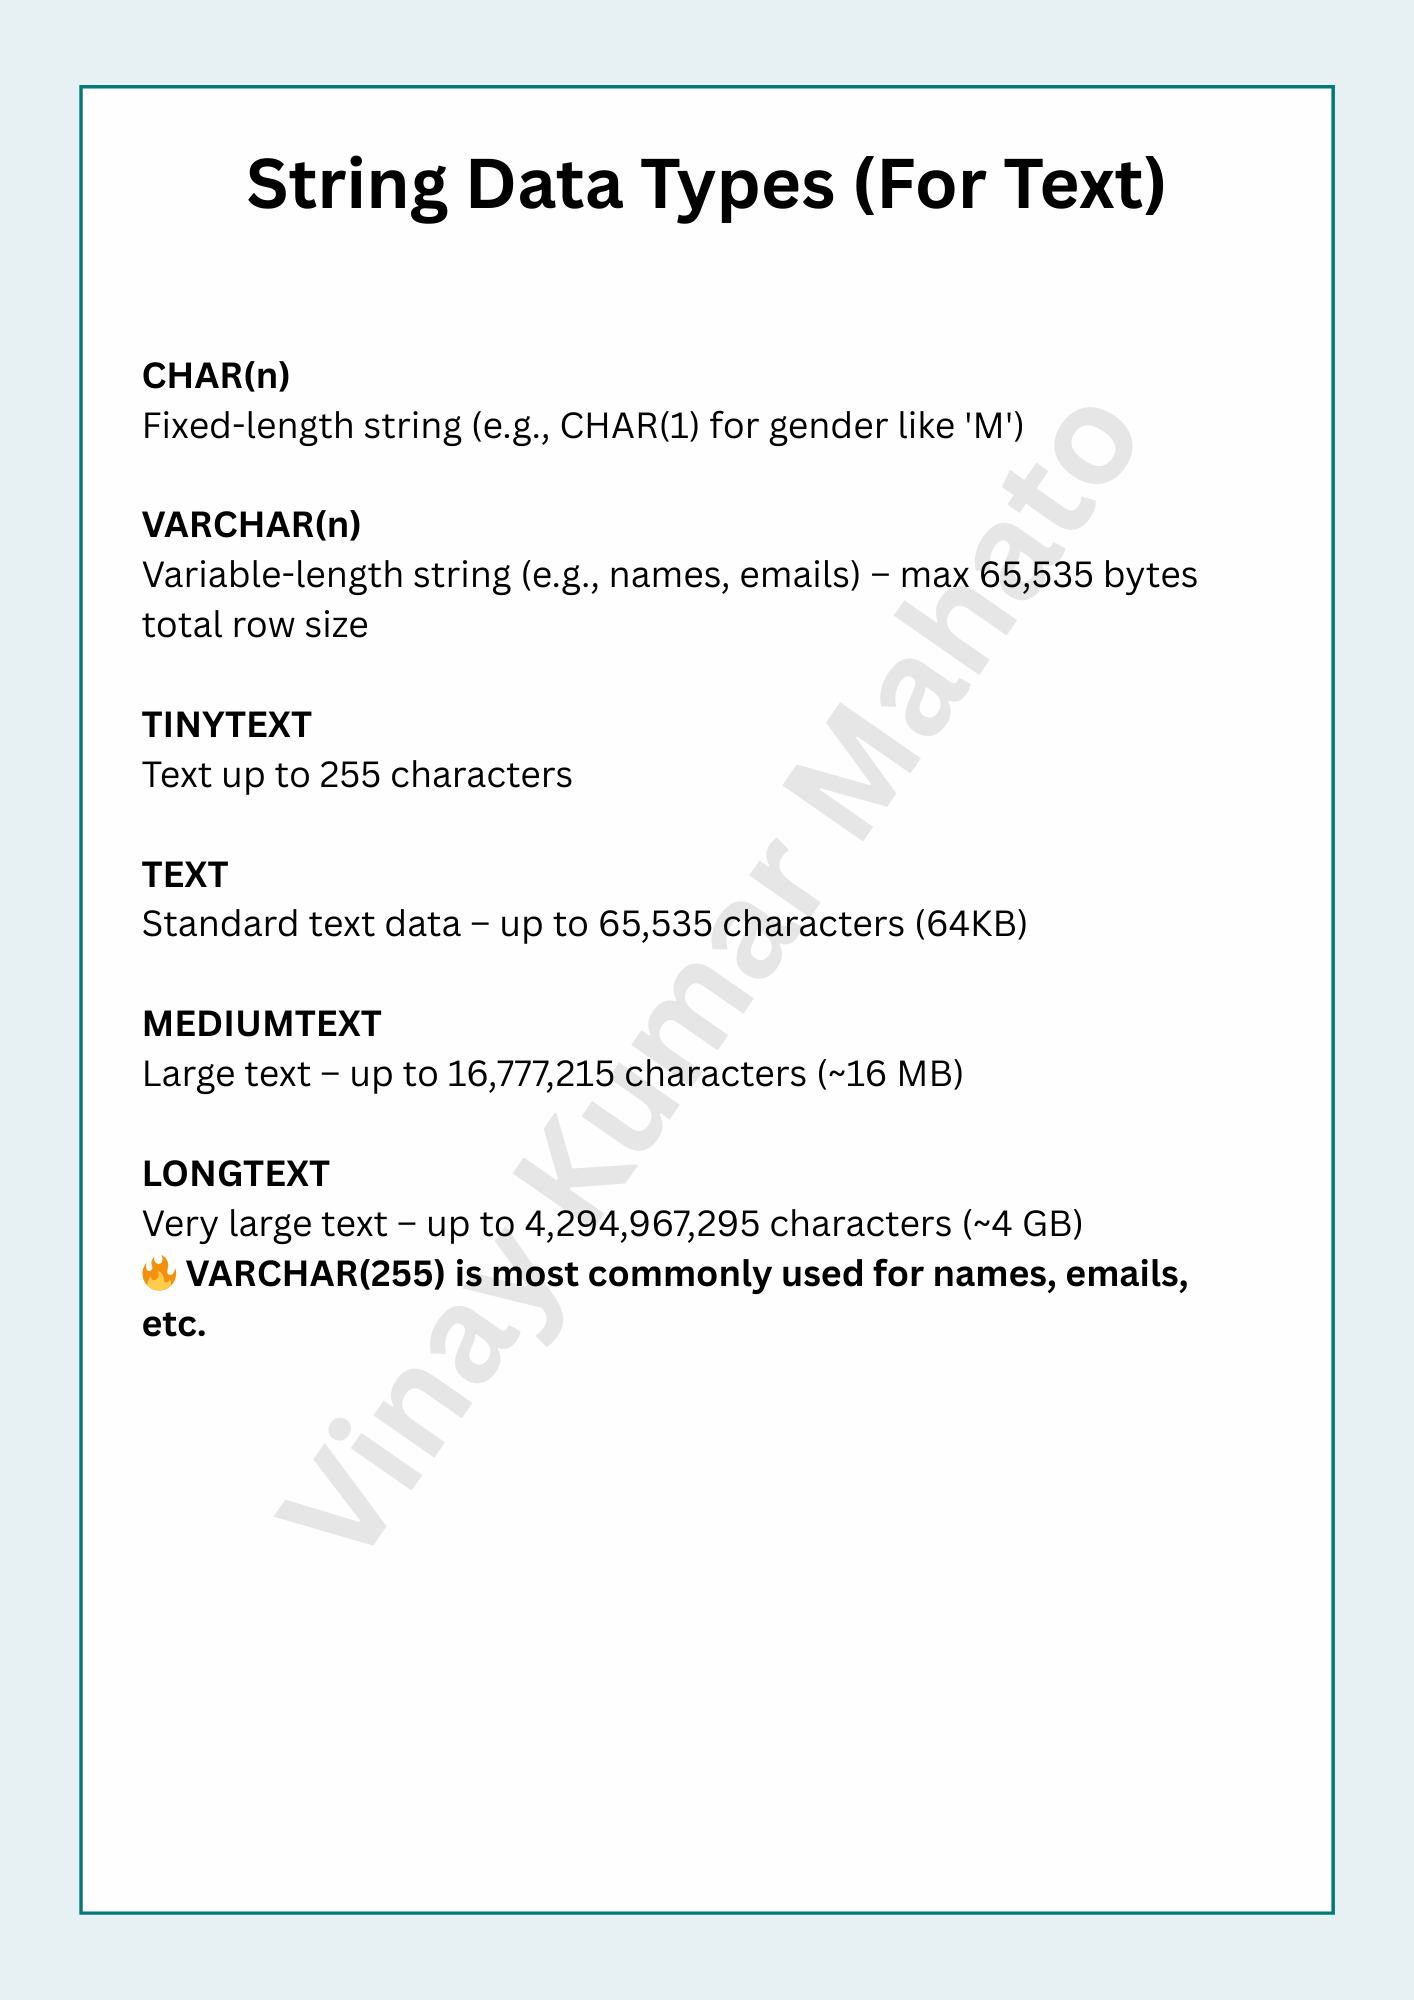 String Data Types (For Text)
CHAR(n)
Fixed-length string (e.g., CHAR(1) for gender like 'M')
VARCHAR(n)
Variable-length string (e.g., names, emails) – max 65,535 bytes
total row size
TINYTEXT
Text up to 255 characters
TEXT
Standard text data – up to 65,535 characters (64KB)
MEDIUMTEXT
Large text – up to 16,777,215 characters (~16 MB)
LONGTEXT
Very large text – up to 4,294,967,295 characters (~4 GB)
🔥 VARCHAR(255) is most commonly used for names, emails,
etc.
Vinay Kumar Mahato